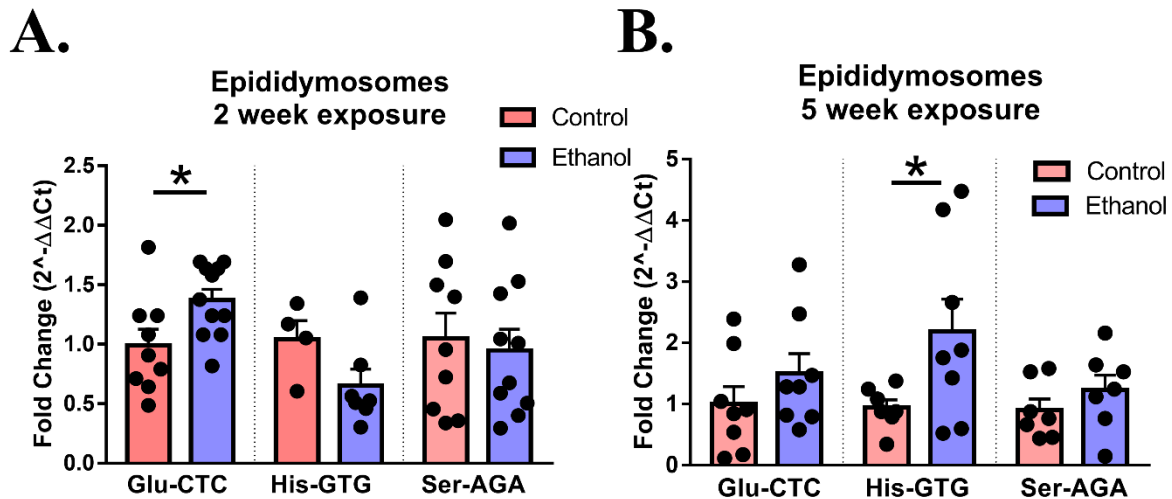 A.
Epididymosomes
2 week exposure
Control
Ethanol
*
Fold Change (2^-ΔΔCt)
2.5
2.0
1.5
1.0
0.5
0.0
Glu-CTC
His-GTG
Ser-AGA
B.
Epididymosomes
5 week exposure
Control
Ethanol
*
Fold Change (2^-ΔΔCt)
5
4
3
2
1
0
Glu-CTC
His-GTG
Ser-AGA